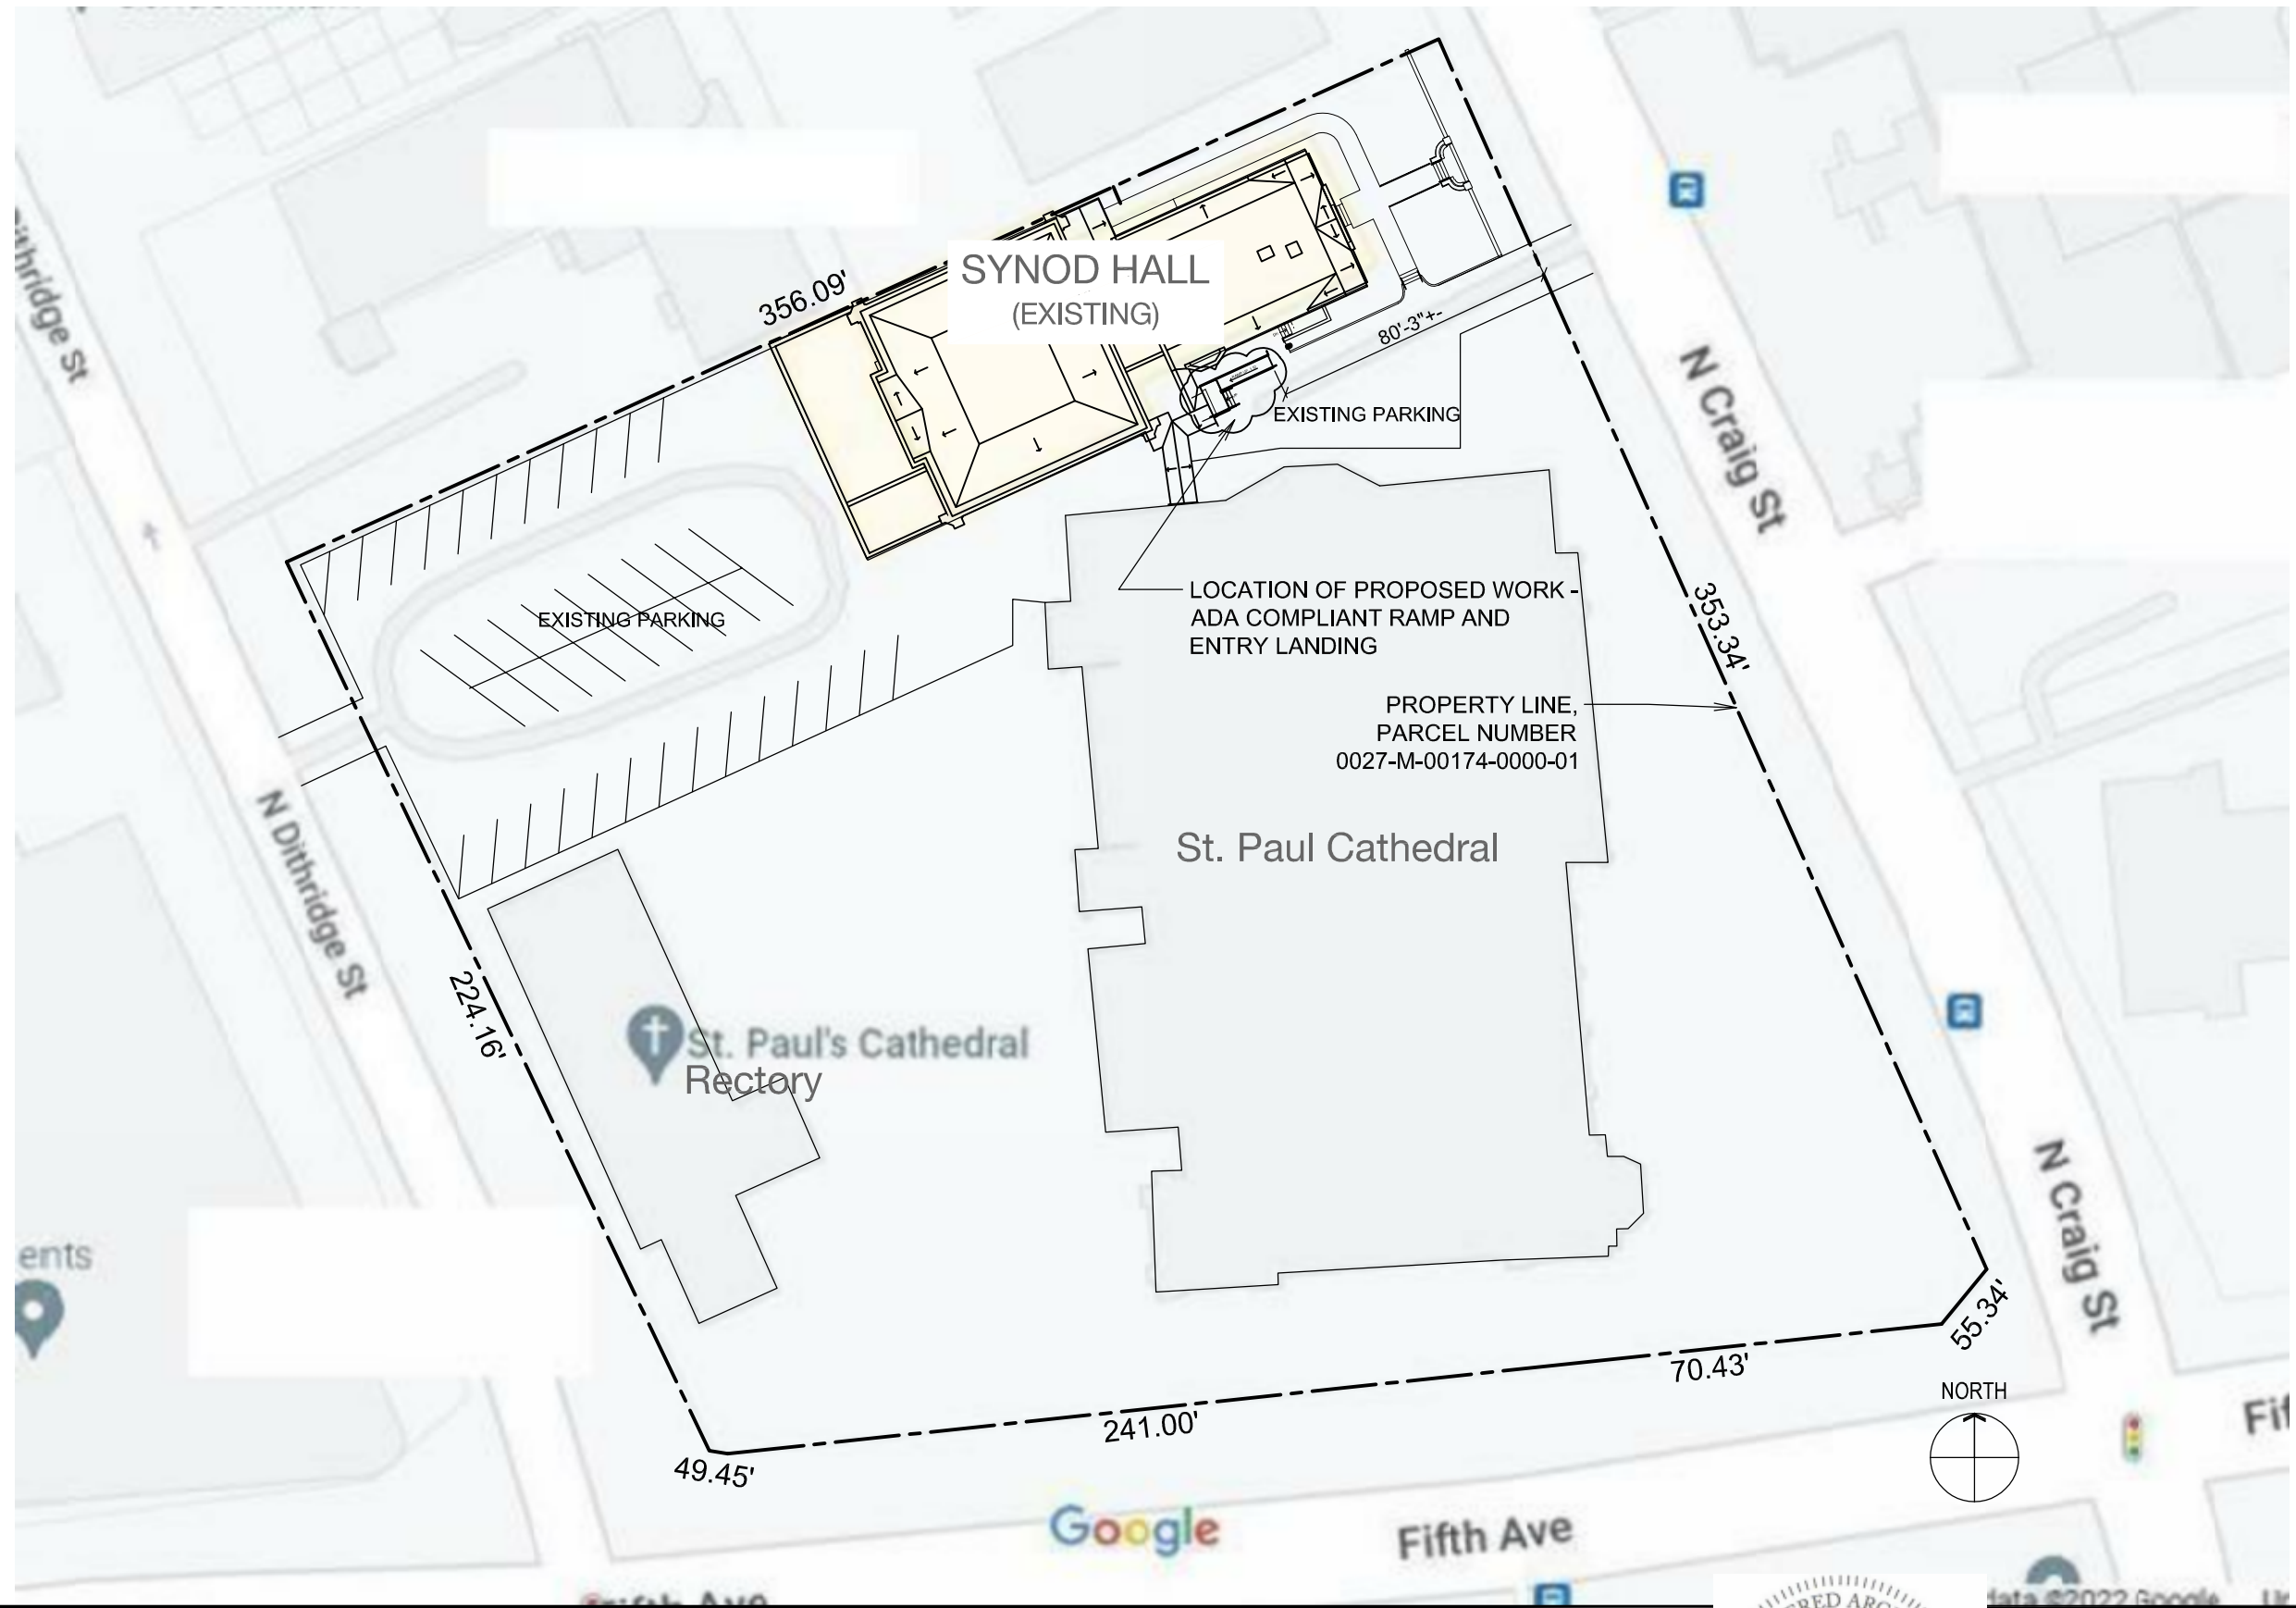 SYNOD HALL
(EXISTING)
356.09'
80'-3"+-
EXISTING PARKING
N Craig St
EXISTING PARKING
LOCATION OF PROPOSED WORK -
ADA COMPLIANT RAMP AND
ENTRY LANDING
353.34'
PROPERTY LINE,
PARCEL NUMBER
0027-M-00174-0000-01
N Dithridge St
St. Paul Cathedral
224.16'
St. Paul's Cathedral
Rectory
N Craig St
ents
55.34'
70.43'
NORTH
241.00'
49.45'
Google
Fifth Ave
data ©2022 Google